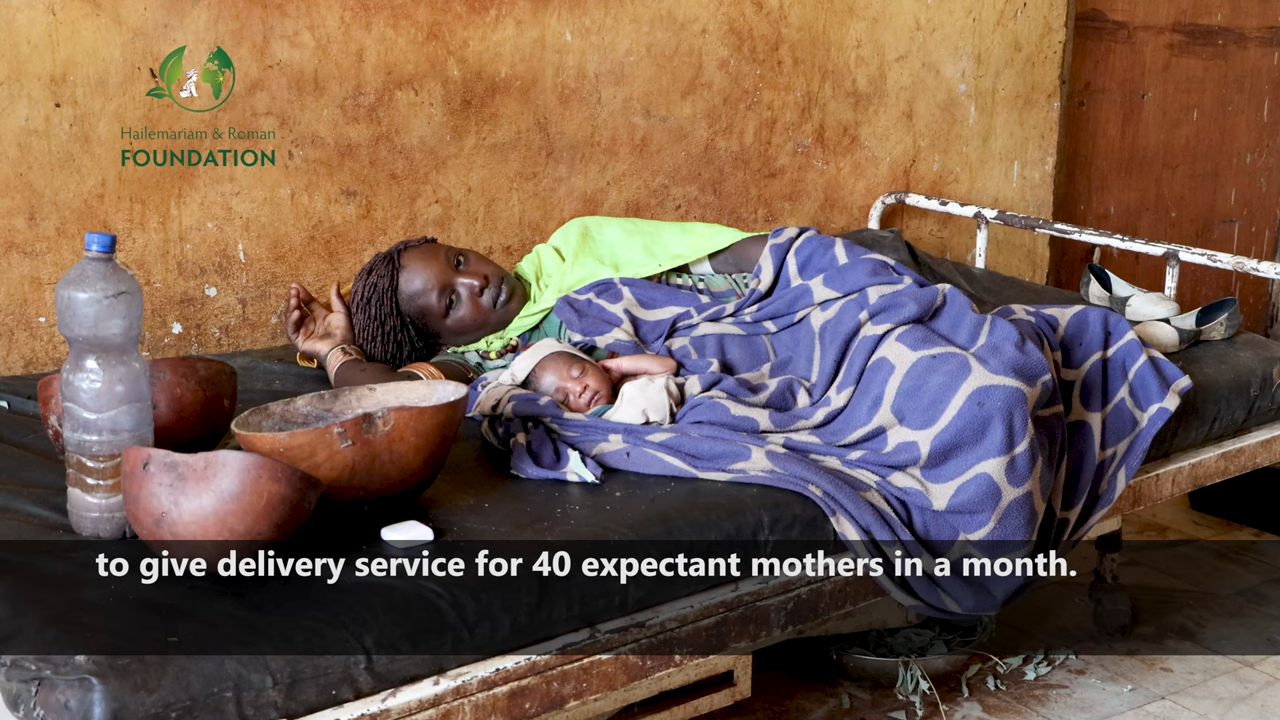 Hailemariam & Roman
FOUNDATION
to give delivery service for 40 expectant mothers in a month.